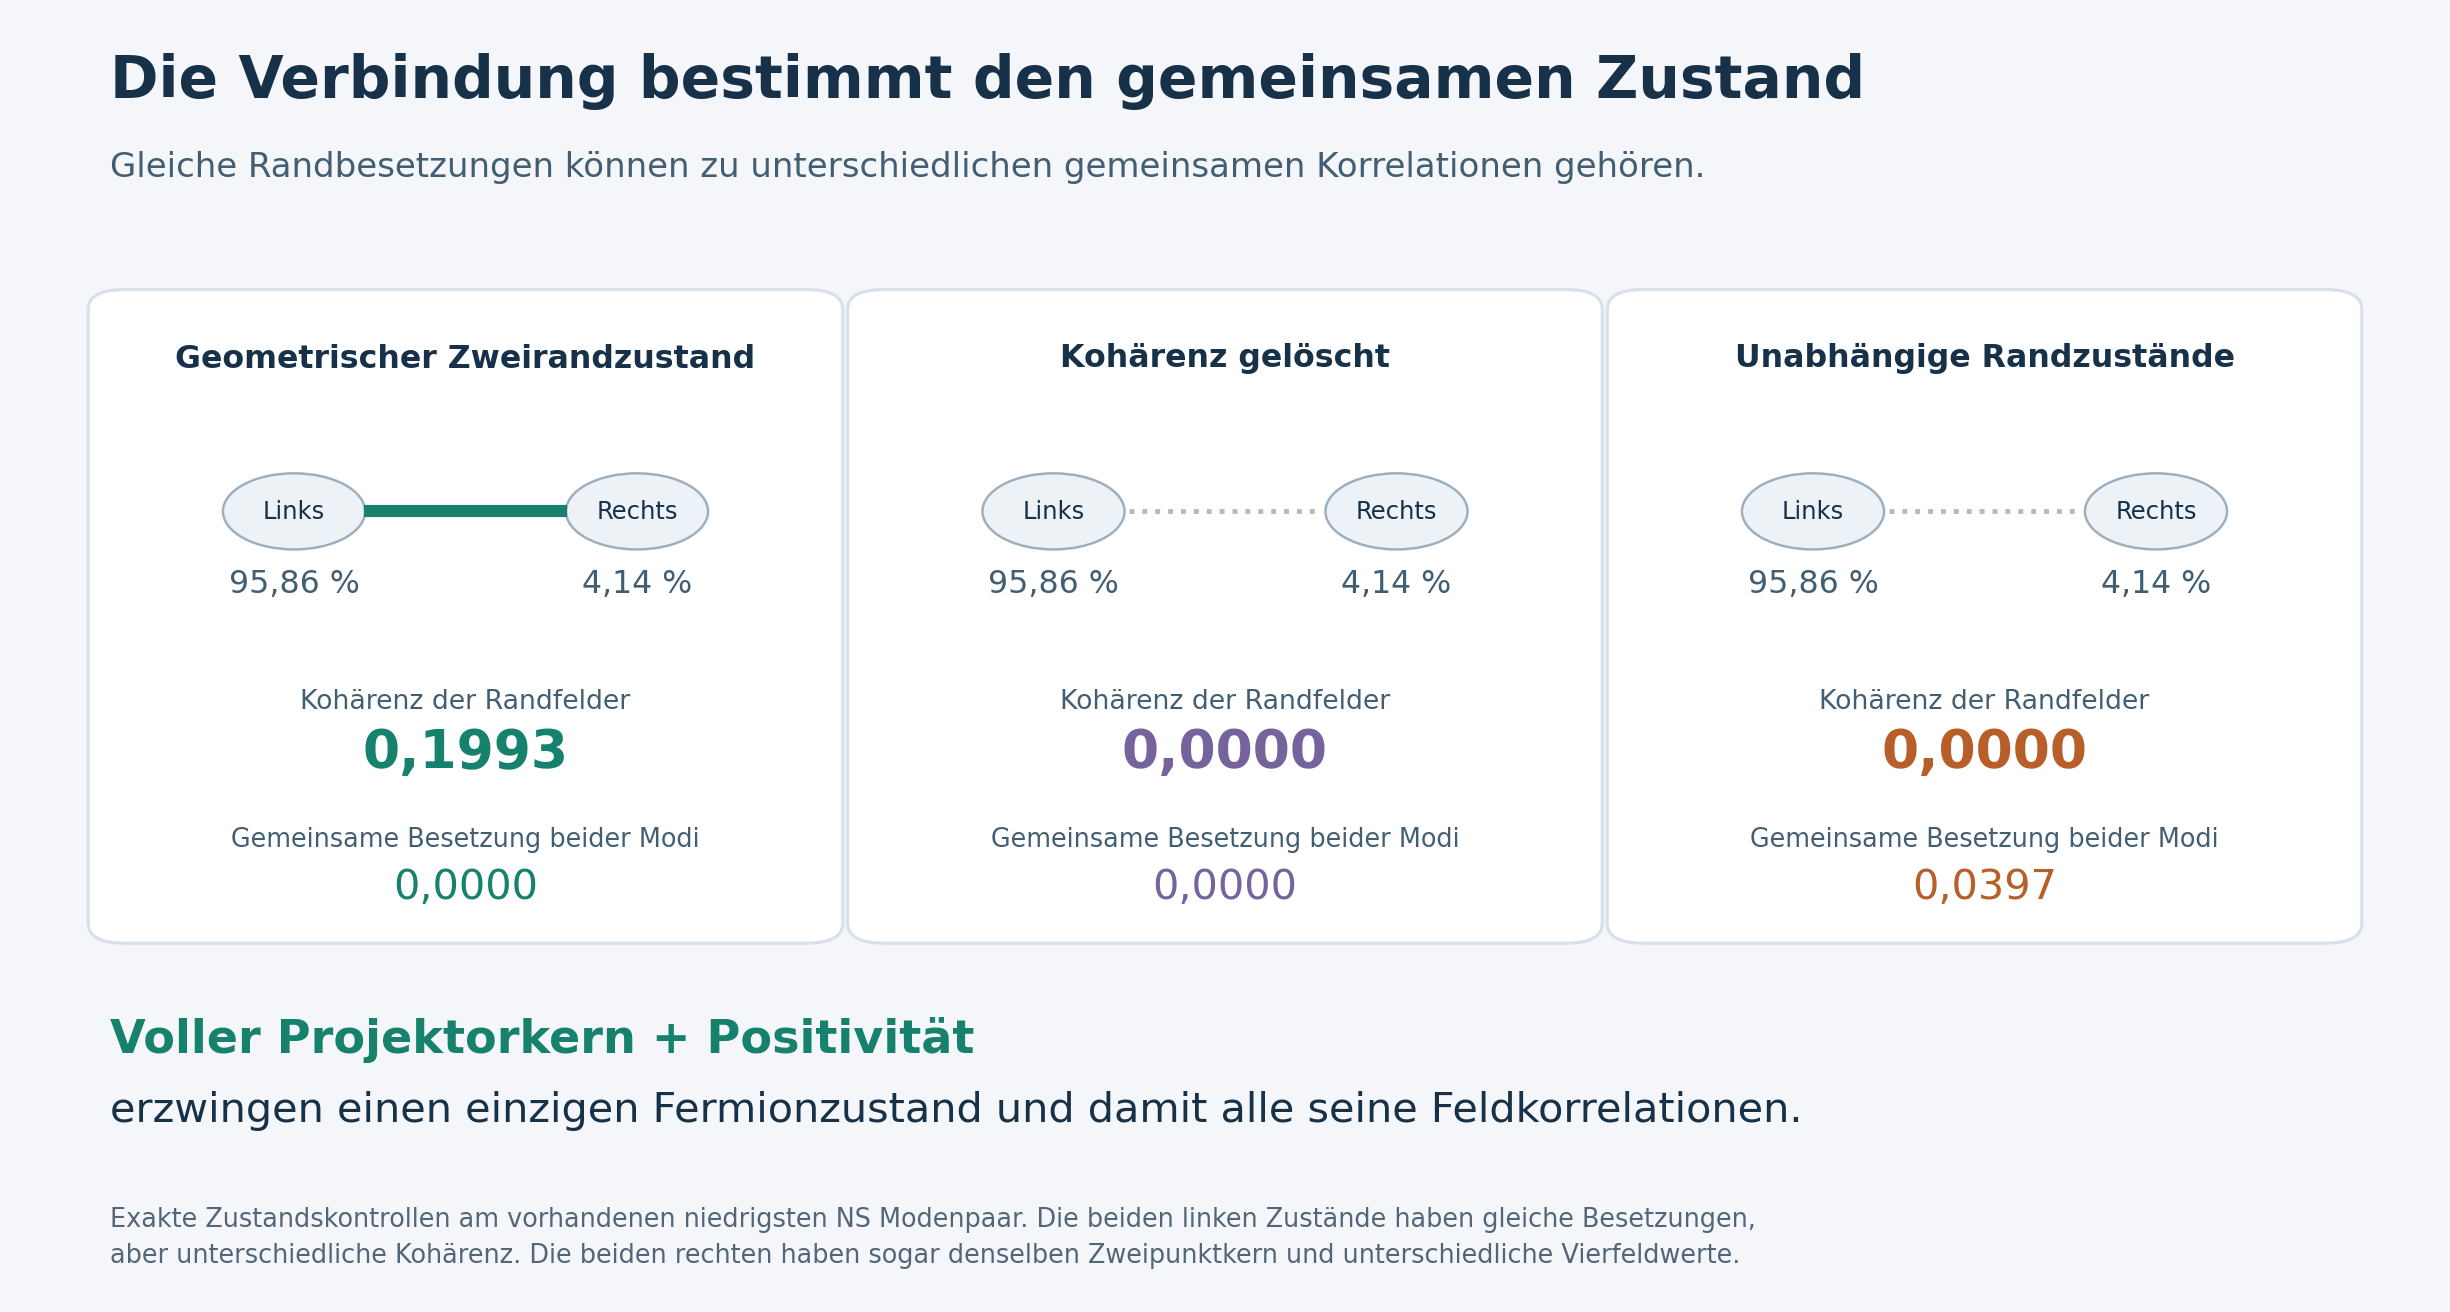 Die Verbindung bestimmt den gemeinsamen Zustand
Gleiche Randbesetzungen können zu unterschiedlichen gemeinsamen Korrelationen gehören.
Geometrischer Zweirandzustand
Links
Rechts
95,86 %
4,14 %
Kohärenz der Randfelder
0,1993
Gemeinsame Besetzung beider Modi
0,0000
Kohärenz gelöscht
Links
Rechts
95,86 %
4,14 %
Kohärenz der Randfelder
0,0000
Gemeinsame Besetzung beider Modi
0,0000
Unabhängige Randzustände
Links
Rechts
95,86 %
4,14 %
Kohärenz der Randfelder
0,0000
Gemeinsame Besetzung beider Modi
0,0397
Voller Projektorkern + Positivität
erzwingen einen einzigen Fermionzustand und damit alle seine Feldkorrelationen.
Exakte Zustandskontrollen am vorhandenen niedrigsten NS Modenpaar. Die beiden linken Zustände haben gleiche Besetzungen,
aber unterschiedliche Kohärenz. Die beiden rechten haben sogar denselben Zweipunktkern und unterschiedliche Vierfeldwerte.